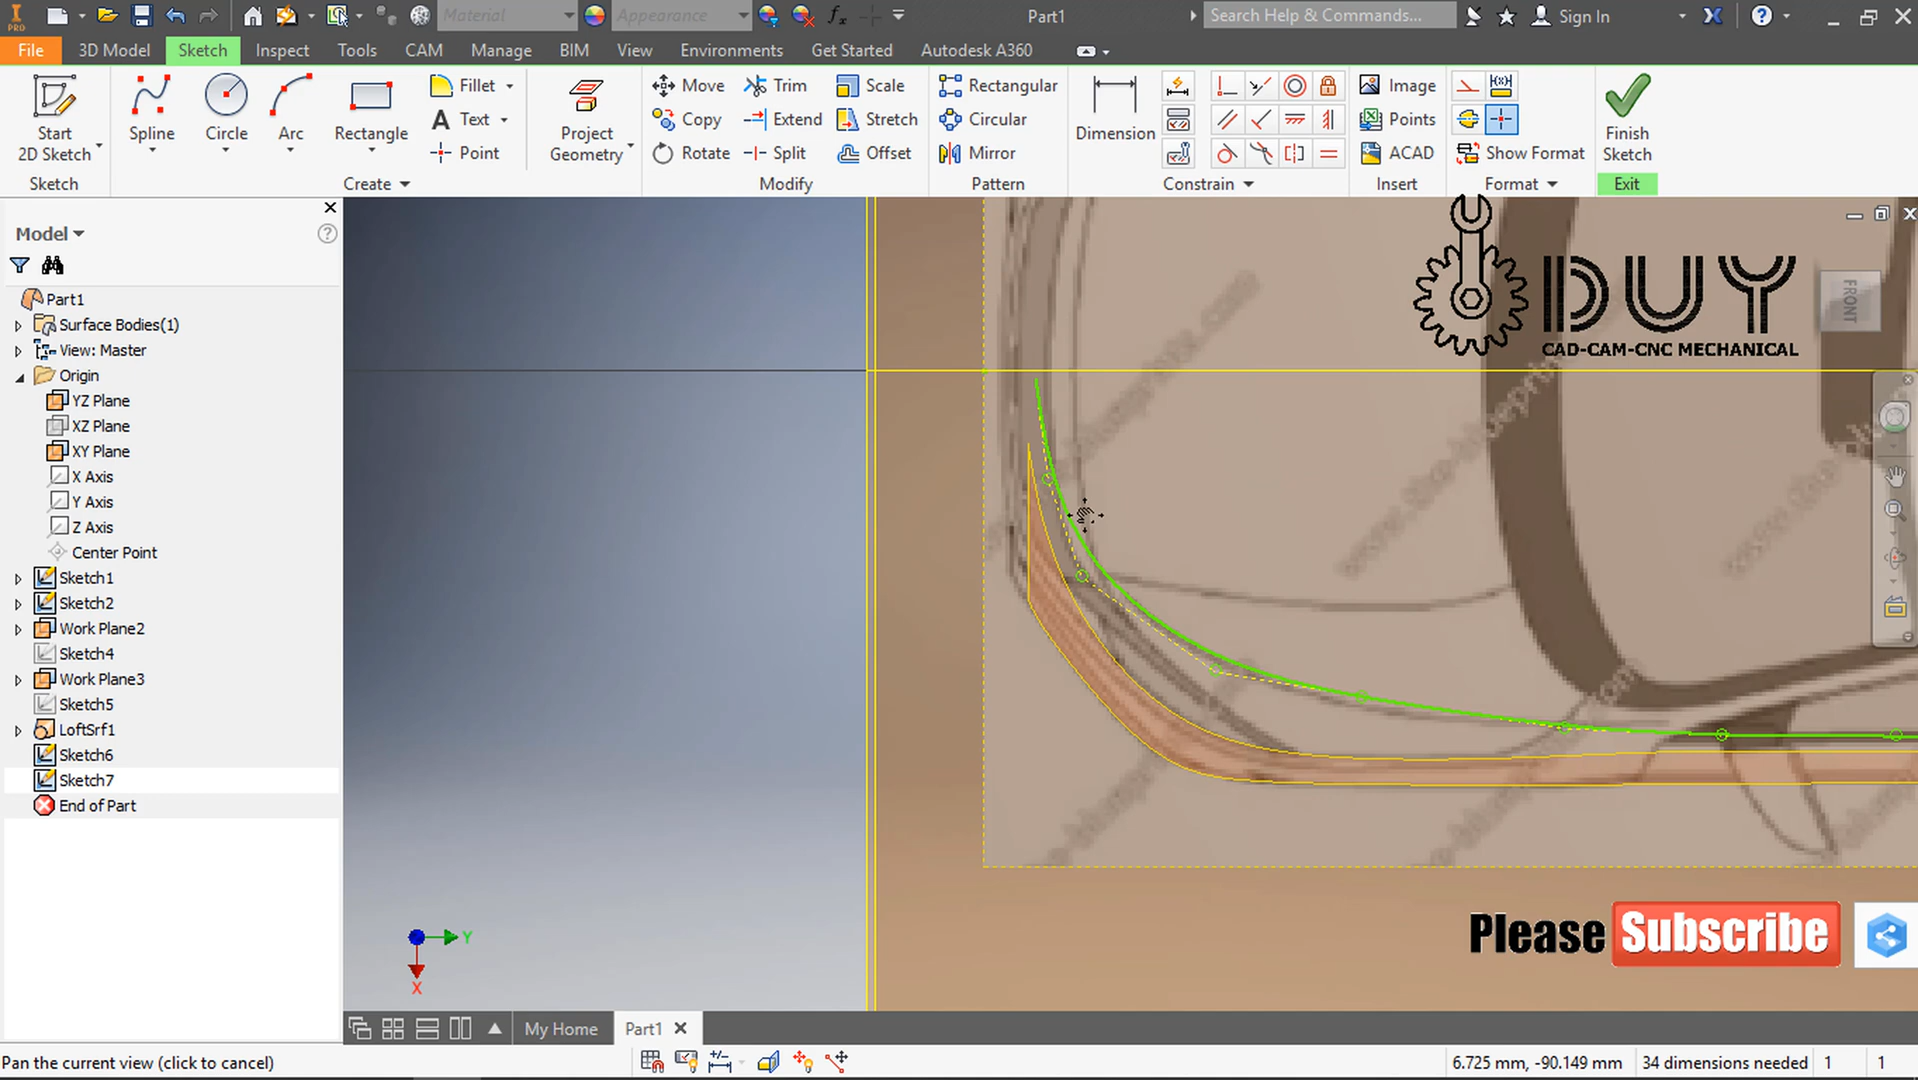 Material
Appearance
Part1
Search Help & Commands...
Sign In
File
3D Model
Sketch
Inspect
Tools
CAM
Manage
BIM
View
Environments
Get Started
Autodesk A360
Start
2D Sketch
Spline
Circle
Arc
Rectangle
Fillet
Text
Point
Project
Geometry
Move
Copy
Rotate
Trim
Extend
Split
Scale
Stretch
Offset
Rectangular
Circular
Mirror
Dimension
Image
Points
ACAD
Show Format
Finish
Sketch
Sketch
Create
Modify
Pattern
Constrain
Insert
Format
Exit
Model
Part1
Surface Bodies(1)
View: Master
Origin
YZ Plane
XZ Plane
XY Plane
X Axis
Y Axis
Z Axis
Center Point
Sketch1
Sketch2
Work Plane2
Sketch4
Work Plane3
Sketch5
LoftSrf1
Sketch6
Sketch7
End of Part
DUY
CAD-CAM-CNC MECHANICAL
FRONT
Y
X
Please Subscribe
My Home
Part1
Pan the current view (click to cancel)
6.725 mm, -90.149 mm
34 dimensions needed
1
1